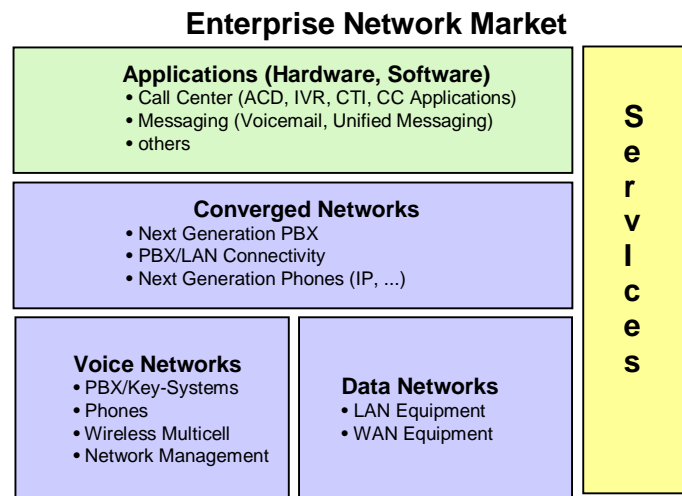 Enterprise Network Market
Applications (Hardware, Software)
• Call Center (ACD, IVR, CTI, CC Applications)
• Messaging (Voicemail, Unified Messaging)
• others
Converged Networks
• Next Generation PBX
• PBX/LAN Connectivity
• Next Generation Phones (IP, ...)
Voice Networks
• PBX/Key-Systems
• Phones
• Wireless Multicell
• Network Management
Data Networks
• LAN Equipment
• WAN Equipment
S
e
r
v
I
c
e
s